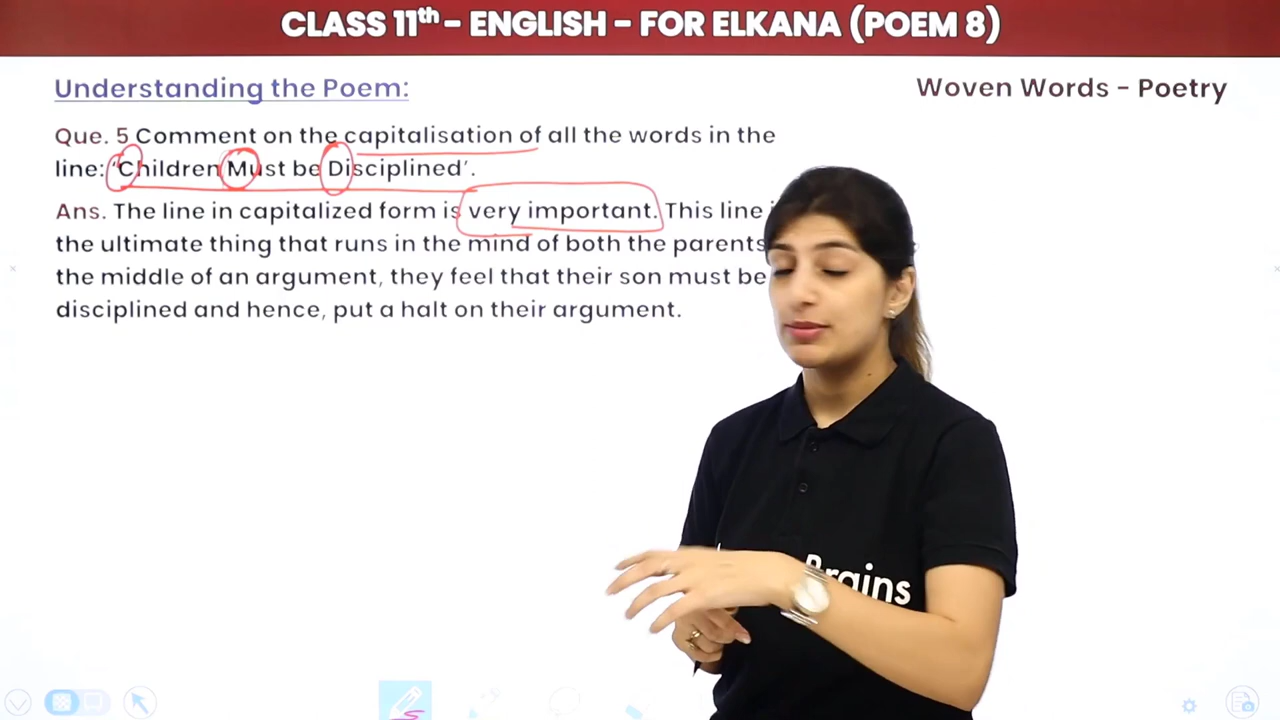 CLASS 11th - ENGLISH - FOR ELKANA (POEM 8)
Understanding the Poem:
Woven Words - Poetry
Que. 5 Comment on the capitalisation of all the words in the
line: 'Children Must be Disciplined'.
Ans. The line in capitalized form is very important. This line
the ultimate thing that runs in the mind of both the parents
the middle of an argument, they feel that their son must be
disciplined and hence, put a halt on their argument.
Brains